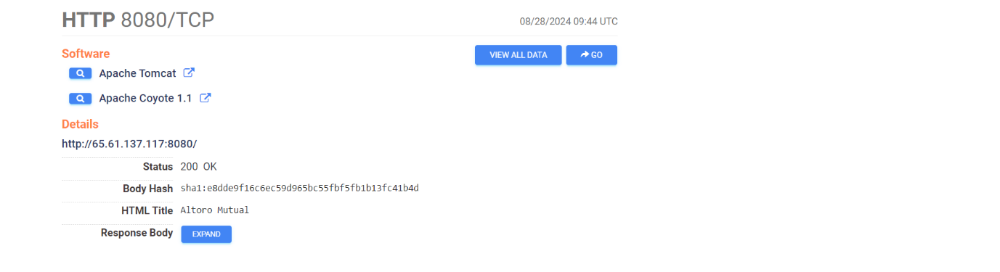 HTTP 8080/TCP
08/28/2024 09:44 UTC
Software
VIEW ALL DATA
GO
Apache Tomcat
Apache Coyote 1.1
Details
http://65.61.137.117:8080/
Status 200 OK
Body Hash sha1:e8dde9f16c6ec59d965bc55fbf5fb1b13fc41b4d
HTML Title Altoro Mutual
Response Body EXPAND